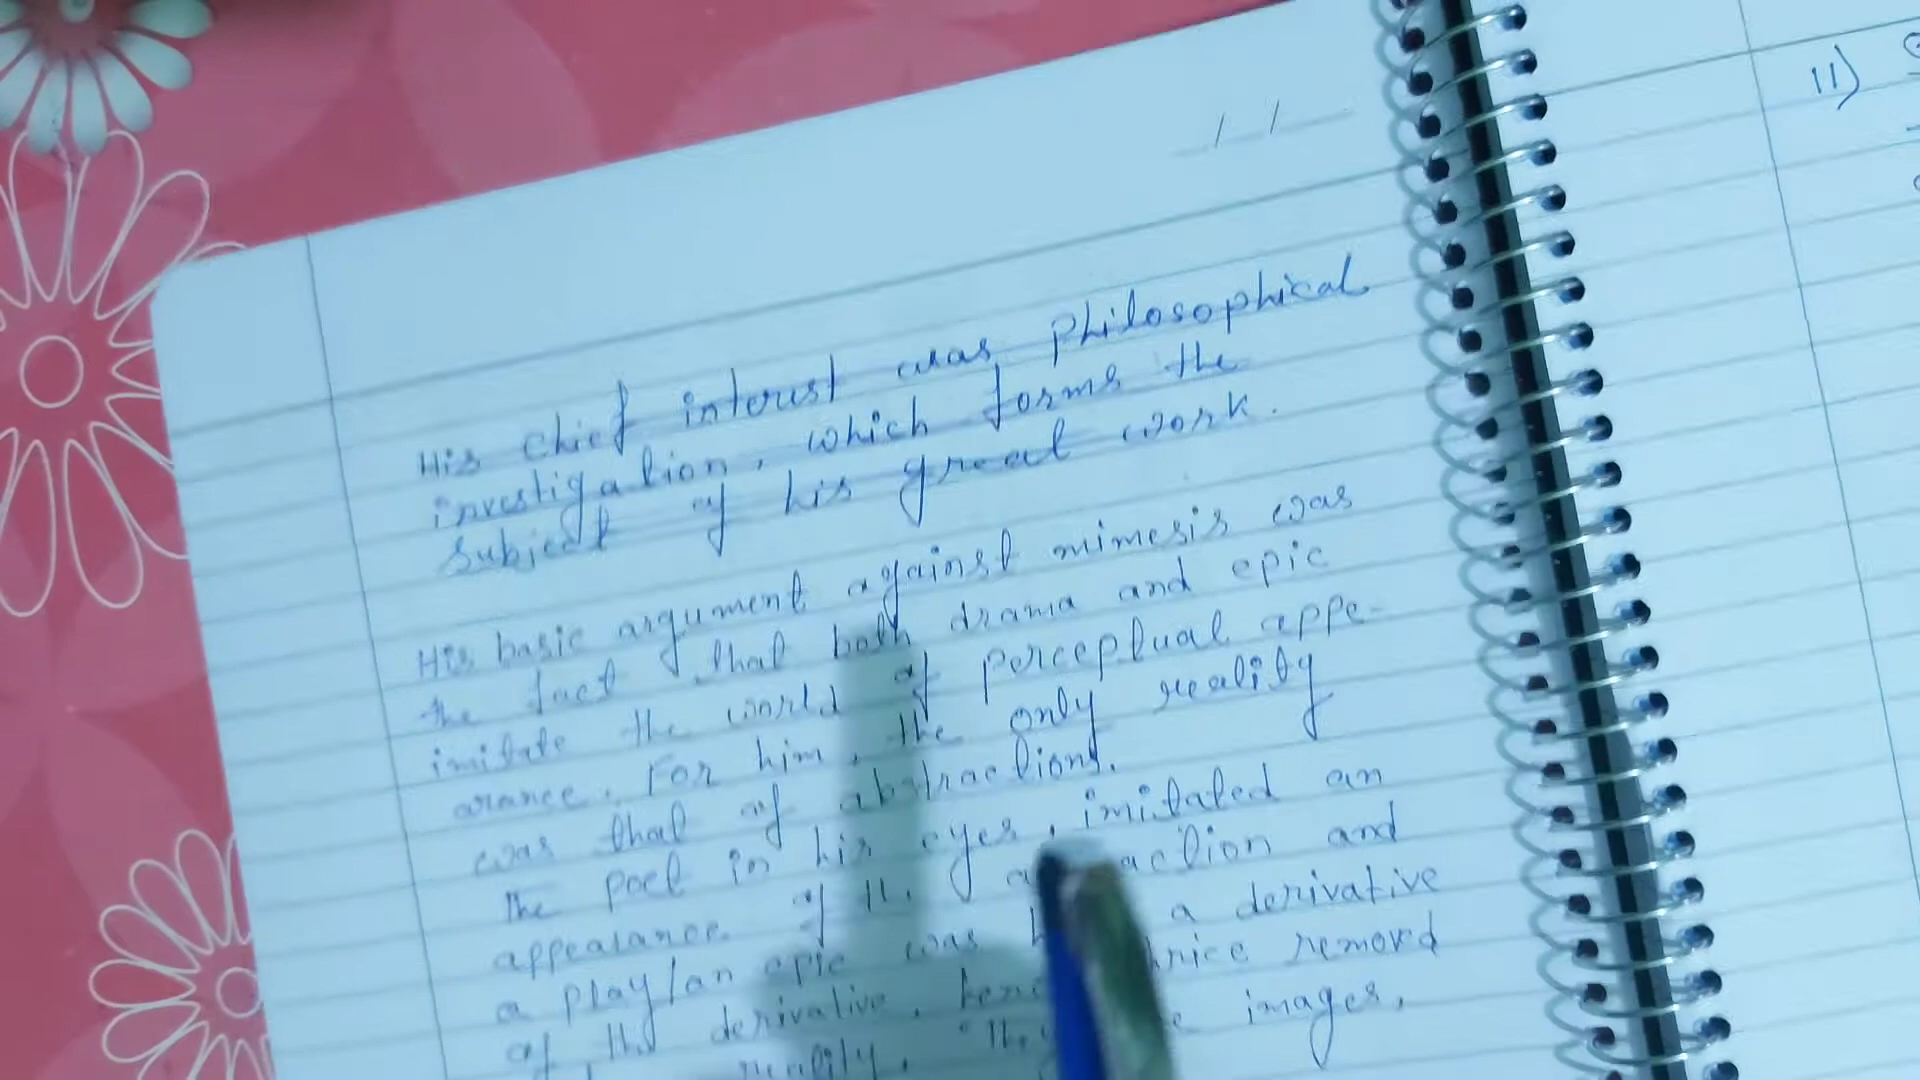 / /
His chief interest was philosophical
investigation, which forms the
subject of his great work.
His basic argument against mimesis was
the fact that both drama and epic
imitate the world of perceptual appe-
arance. For him, the only reality
was that of abstractions.
The poet in his eyes, imitated an
appearance of the and
a play/an epic was a derivative
of the derivative, removed
reality. images,
11)